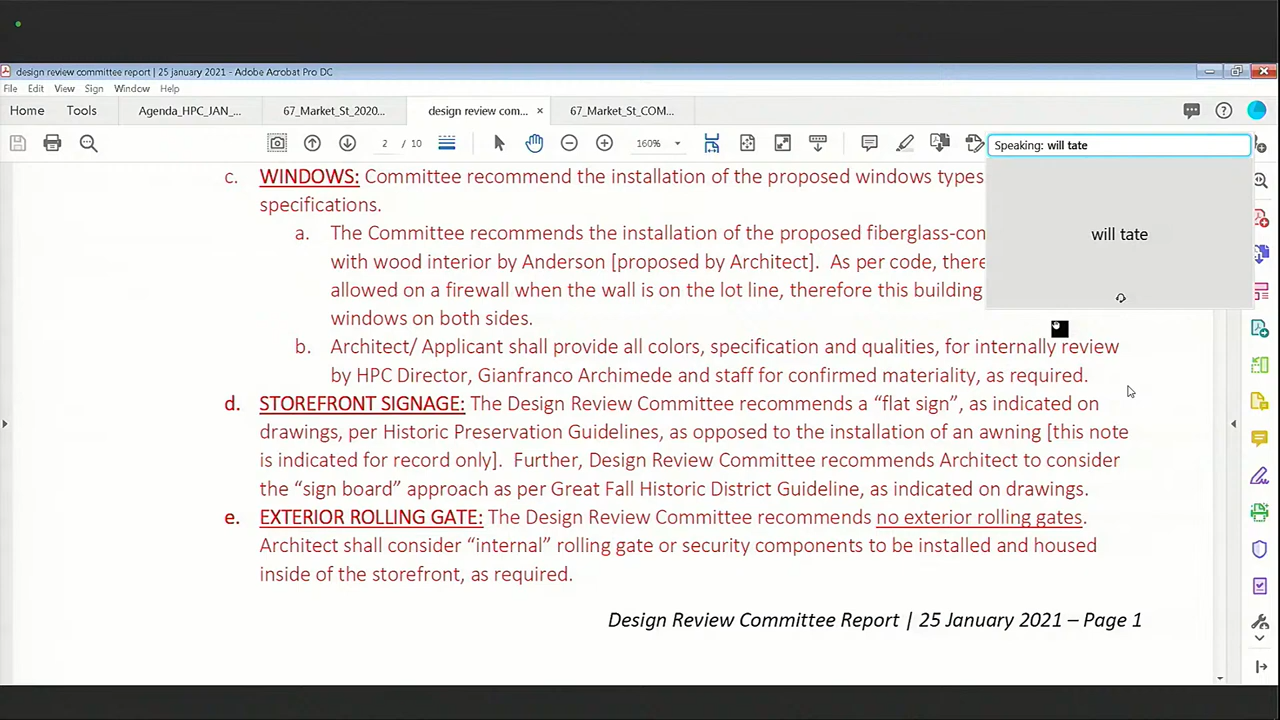 design review committee report | 25 january 2021 - Adobe Acrobat Pro DC
File Edit View Sign Window Help
Home Tools Agenda_HPC_JAN_... 67_Market_St_2020... design review com... × 67_Market_St_COM...
2 / 10 160%
Speaking: will tate
will tate
c. WINDOWS: Committee recommend the installation of the proposed windows types
specifications.
a. The Committee recommends the installation of the proposed fiberglass-com
with wood interior by Anderson [proposed by Architect]. As per code, there
allowed on a firewall when the wall is on the lot line, therefore this building
windows on both sides.
b. Architect/ Applicant shall provide all colors, specification and qualities, for internally review
by HPC Director, Gianfranco Archimede and staff for confirmed materiality, as required.
d. STOREFRONT SIGNAGE: The Design Review Committee recommends a “flat sign”, as indicated on
drawings, per Historic Preservation Guidelines, as opposed to the installation of an awning [this note
is indicated for record only]. Further, Design Review Committee recommends Architect to consider
the “sign board” approach as per Great Fall Historic District Guideline, as indicated on drawings.
e. EXTERIOR ROLLING GATE: The Design Review Committee recommends no exterior rolling gates.
Architect shall consider “internal” rolling gate or security components to be installed and housed
inside of the storefront, as required.
Design Review Committee Report | 25 January 2021 – Page 1